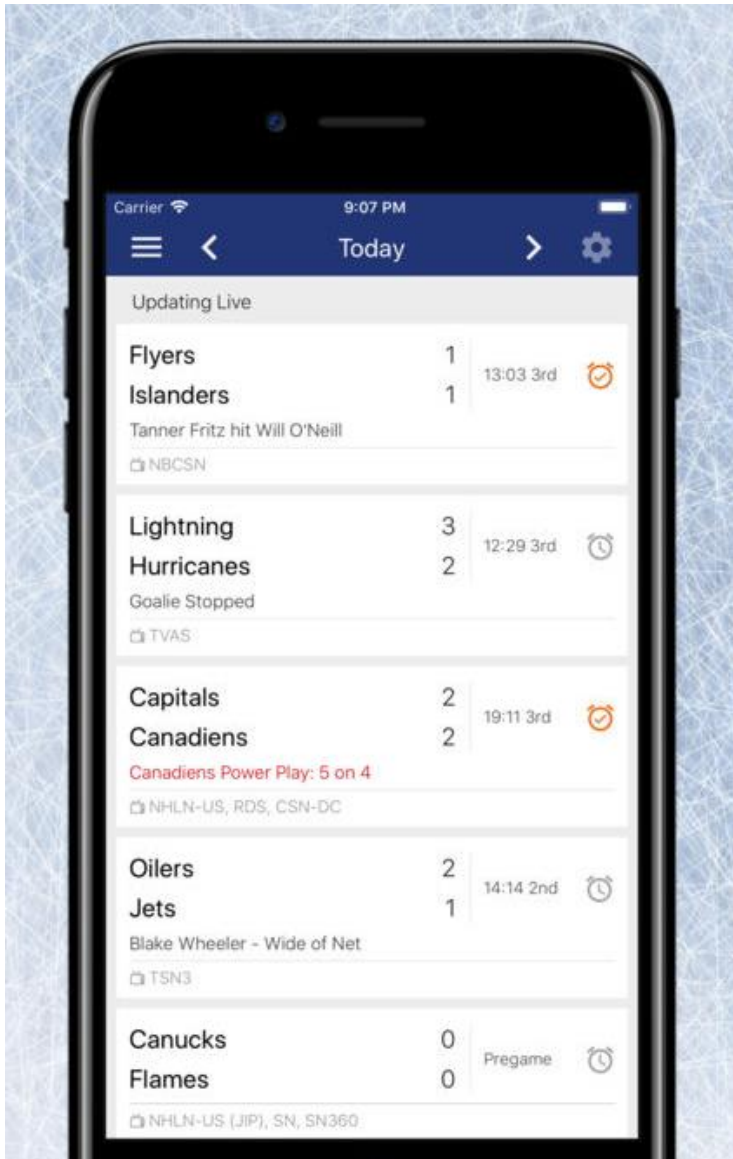 Carrier 9:07 PM
Today
Updating Live
Flyers 1
13:03 3rd
Islanders 1
Tanner Fritz hit Will O'Neill
NBCSN
Lightning 3
12:29 3rd
Hurricanes 2
Goalie Stopped
TVAS
Capitals 2
19:11 3rd
Canadiens 2
Canadiens Power Play: 5 on 4
NHLN-US, RDS, CSN-DC
Oilers 2
14:14 2nd
Jets 1
Blake Wheeler - Wide of Net
TSN3
Canucks 0
Pregame
Flames 0
NHLN-US (JIP), SN, SN360